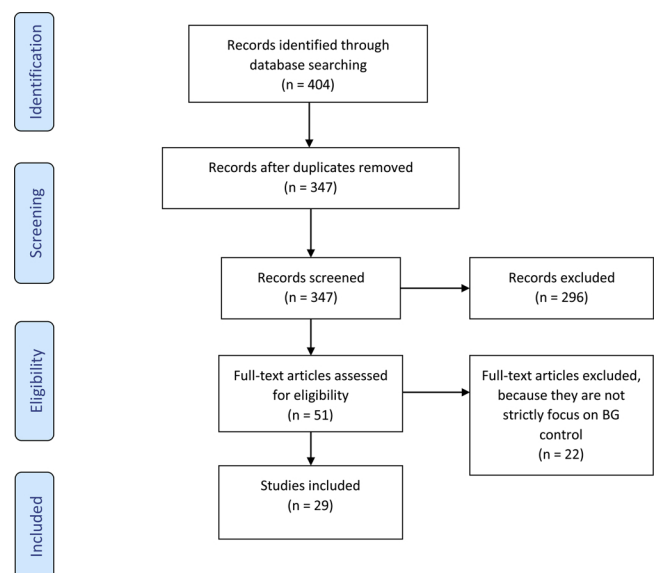 Identification
Records identified through
database searching
(n = 404)
Screening
Records after duplicates removed
(n = 347)
Records screened
(n = 347)
Records excluded
(n = 296)
Eligibility
Full-text articles assessed
for eligibility
(n = 51)
Full-text articles excluded,
because they are not
strictly focus on BG
control
(n = 22)
Included
Studies included
(n = 29)